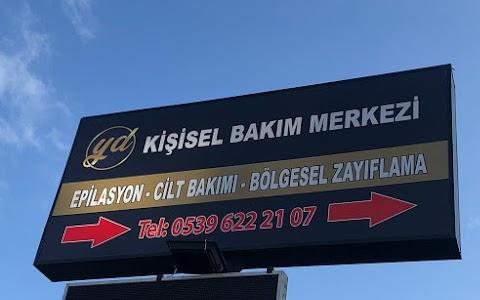 yd KİŞİSEL BAKIM MERKEZİ
EPİLASYON - CİLT BAKIMI - BÖLGESEL ZAYIFLAMA
Tel: 0539 622 21 07